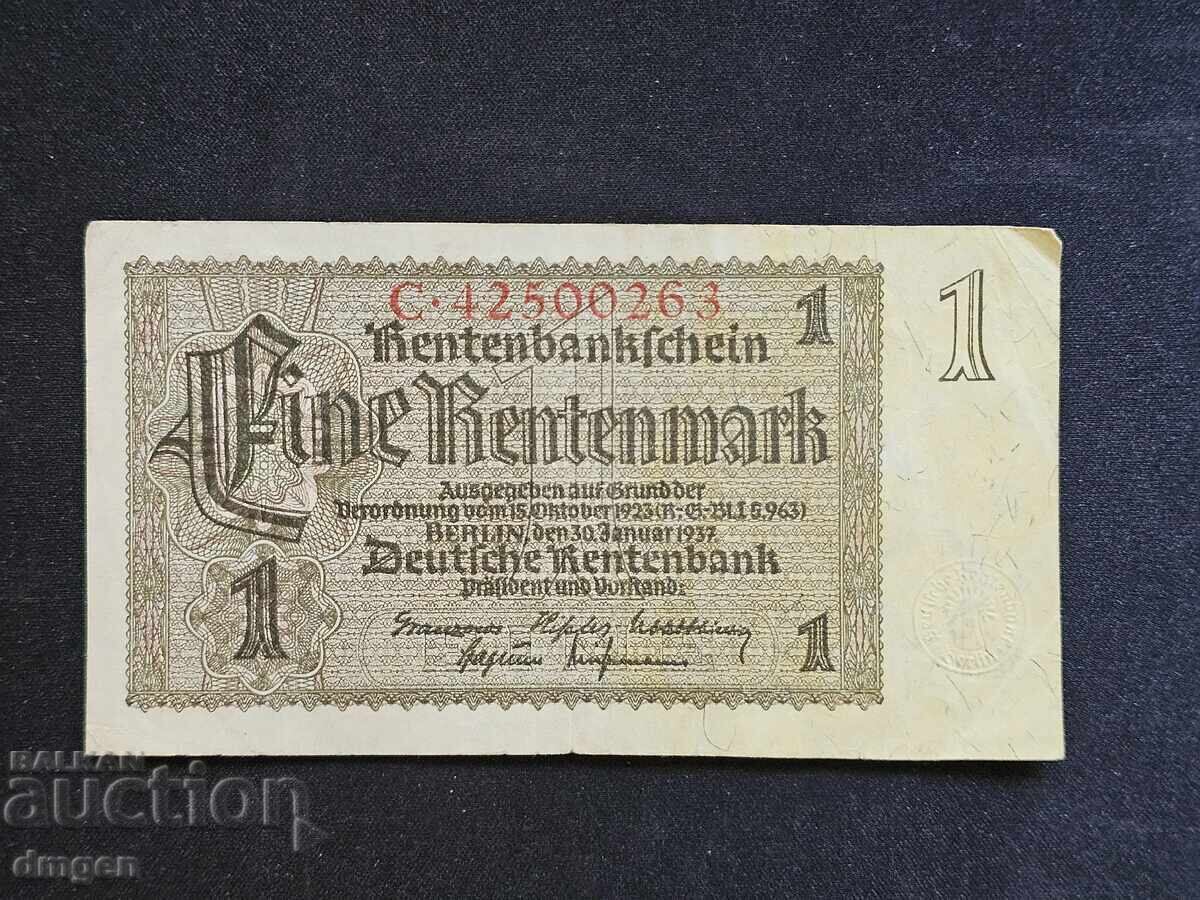 C·42500263
1
1
Rentenbankschein
Eine Rentenmark
Ausgegeben auf Grund der
Verordnung vom 15. Oktober 1923 (R-G-Bl. I S. 963)
BERLIN, den 30. Januar 1937
Deutsche Rentenbank
Präsident und Vorstand:
1
1
BALKAN
auction
dmgen